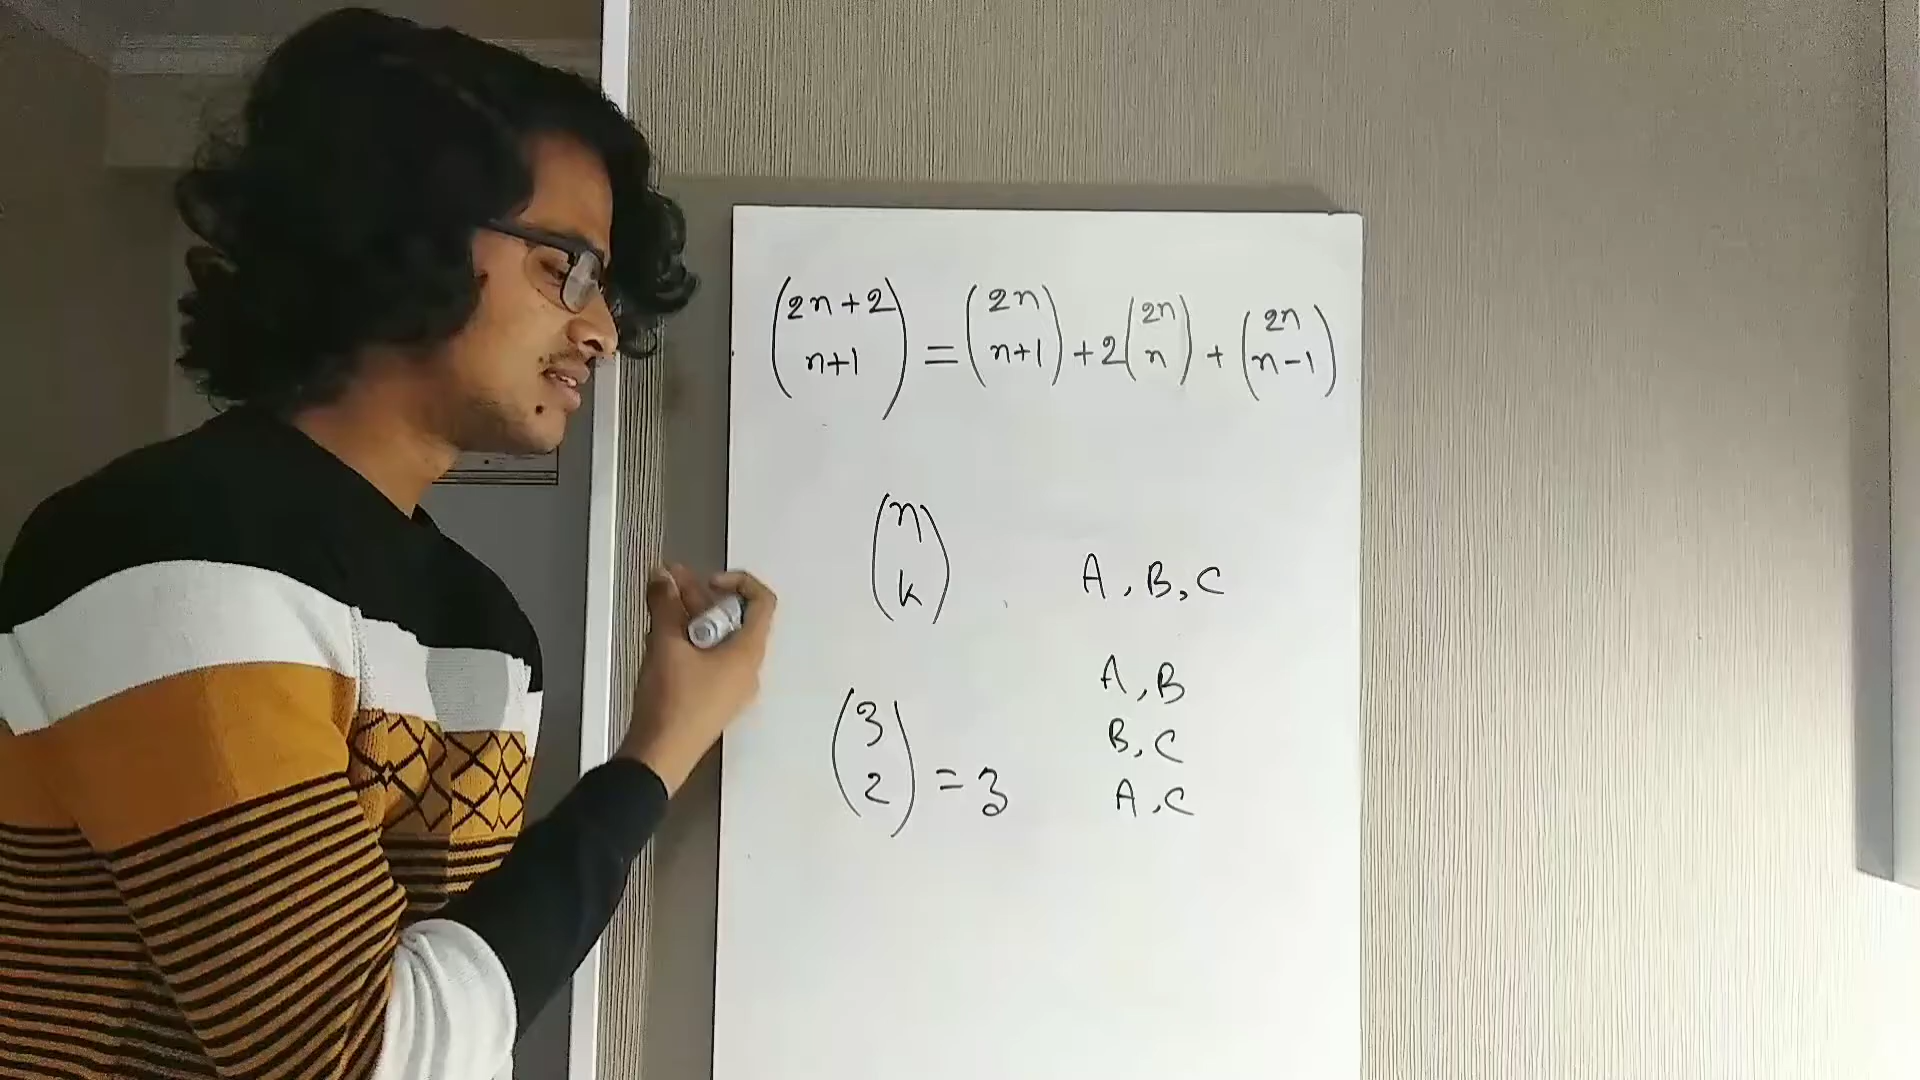 (2n+2 n+1) = (2n n+1) + 2(2n n) + (2n n-1)
(n k)
A, B, C
(3 2) = 3
A, B
B, C
A, C